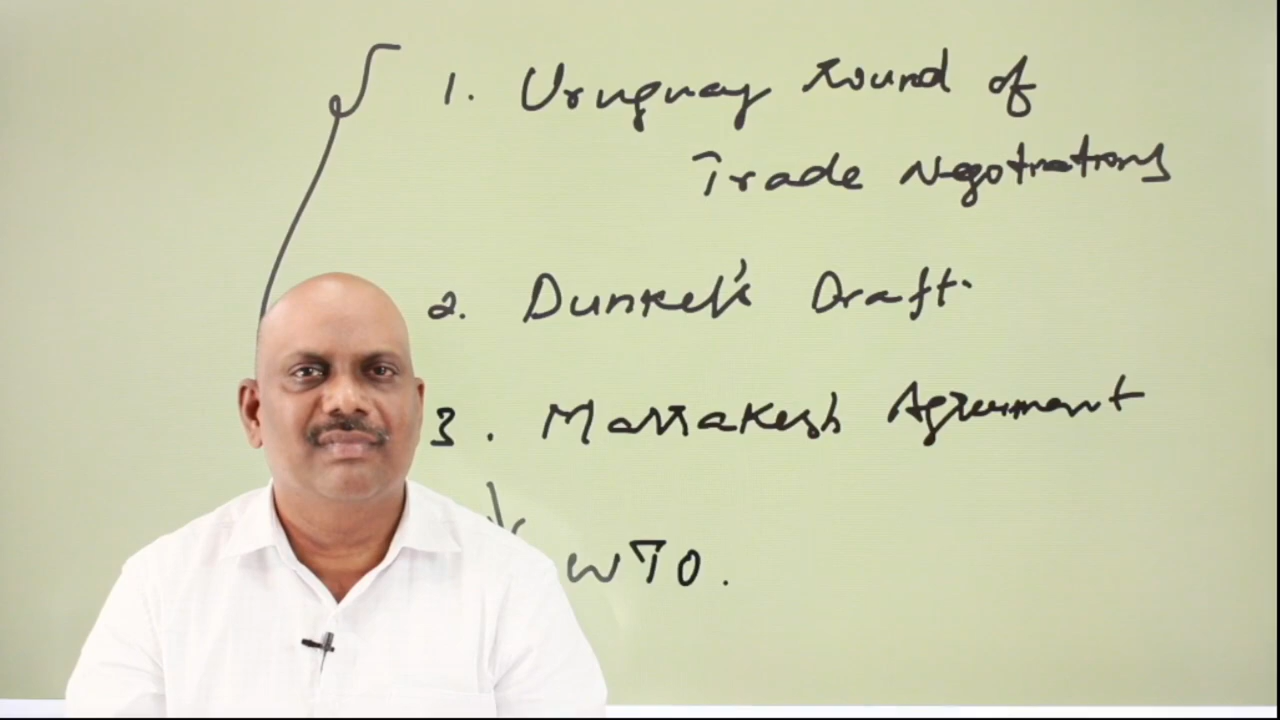 1. Uruguay round of
Trade Negotiations
2. Dunkel's Draft.
3. Marrakesh Agreement
WTO.